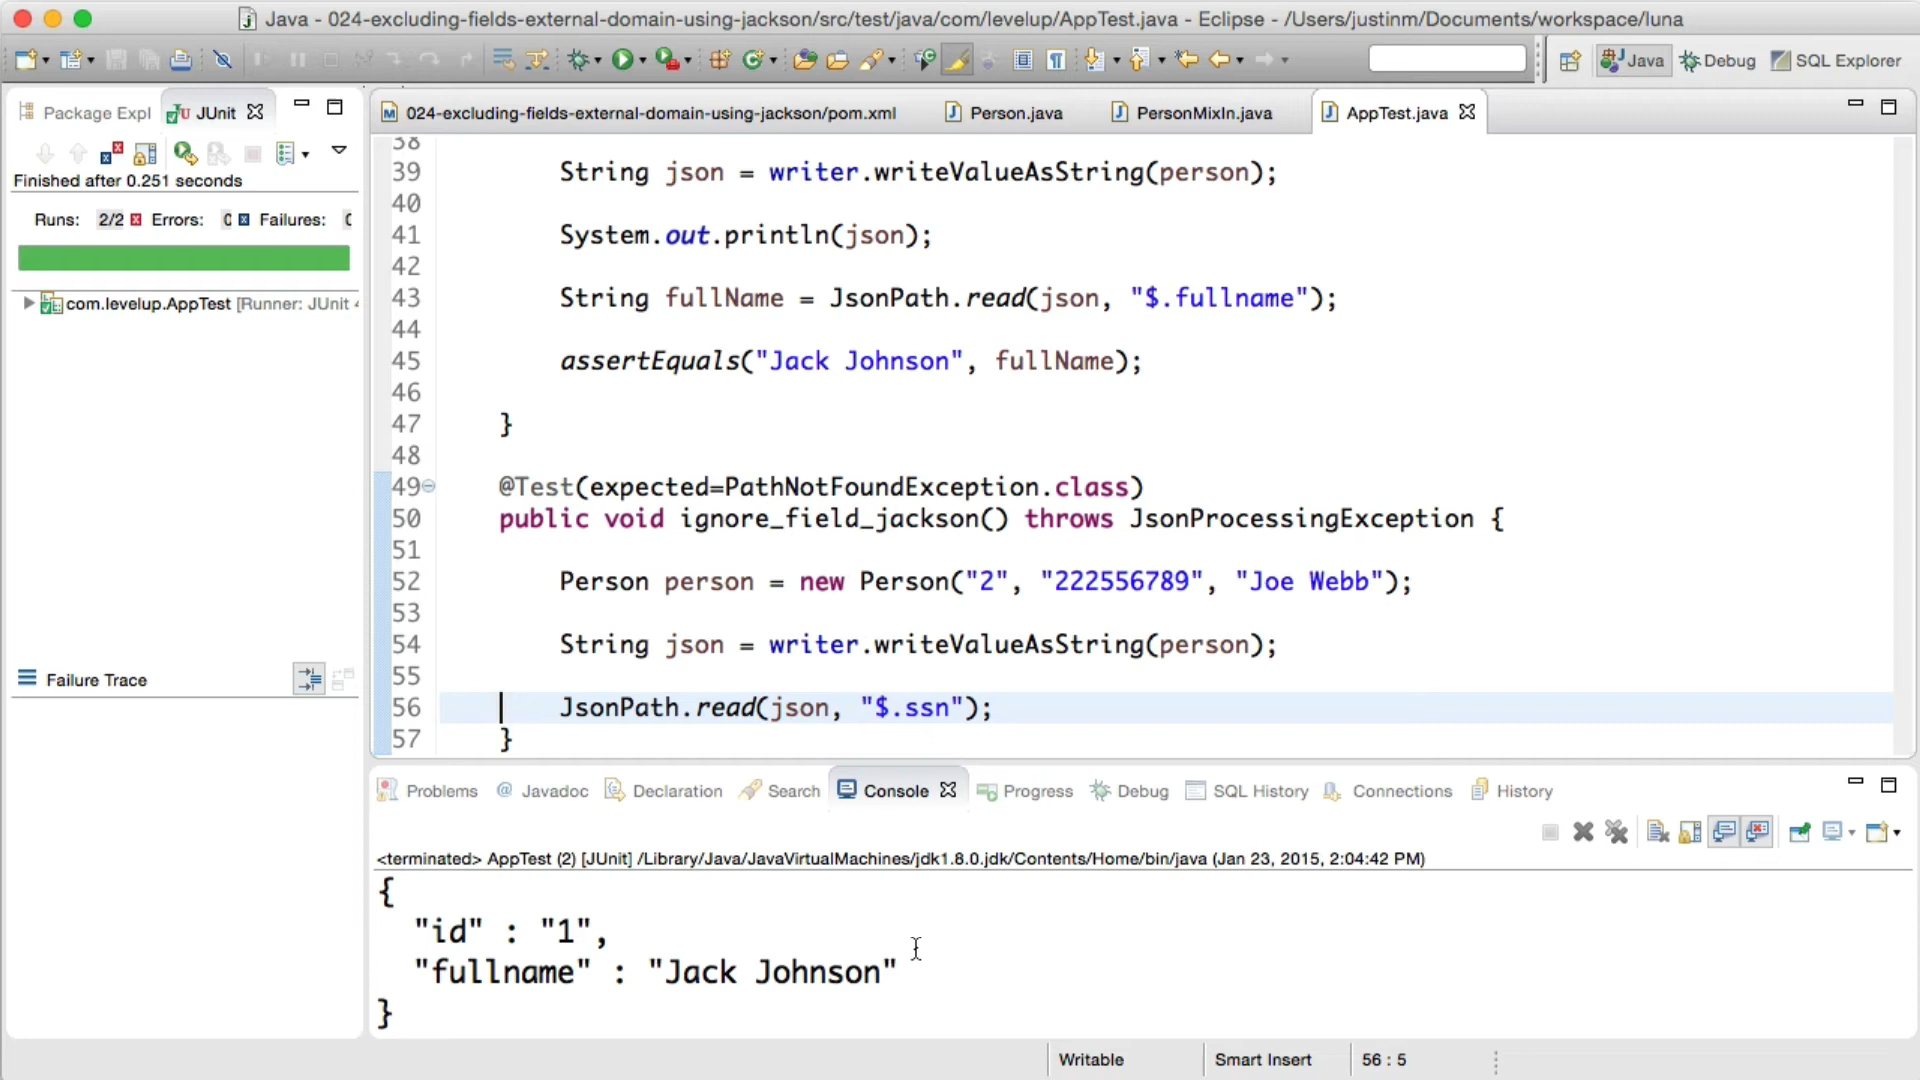 Java - 024-excluding-fields-external-domain-using-jackson/src/test/java/com/levelup/AppTest.java - Eclipse - /Users/justinm/Documents/workspace/luna
Java Debug SQL Explorer
Package Expl JUnit
024-excluding-fields-external-domain-using-jackson/pom.xml Person.java PersonMixIn.java AppTest.java
Finished after 0.251 seconds
Runs: 2/2 Errors: 0 Failures: 0
com.levelup.AppTest [Runner: JUnit 4
Failure Trace
38
39 String json = writer.writeValueAsString(person);
40
41 System.out.println(json);
42
43 String fullName = JsonPath.read(json, "$.fullname");
44
45 assertEquals("Jack Johnson", fullName);
46
47 }
48
49 @Test(expected=PathNotFoundException.class)
50 public void ignore_field_jackson() throws JsonProcessingException {
51
52 Person person = new Person("2", "222556789", "Joe Webb");
53
54 String json = writer.writeValueAsString(person);
55
56 JsonPath.read(json, "$.ssn");
57 }
Problems @ Javadoc Declaration Search Console Progress Debug SQL History Connections History
<terminated> AppTest (2) [JUnit] /Library/Java/JavaVirtualMachines/jdk1.8.0.jdk/Contents/Home/bin/java (Jan 23, 2015, 2:04:42 PM)
{
"id" : "1",
"fullname" : "Jack Johnson"
}
Writable Smart Insert 56 : 5